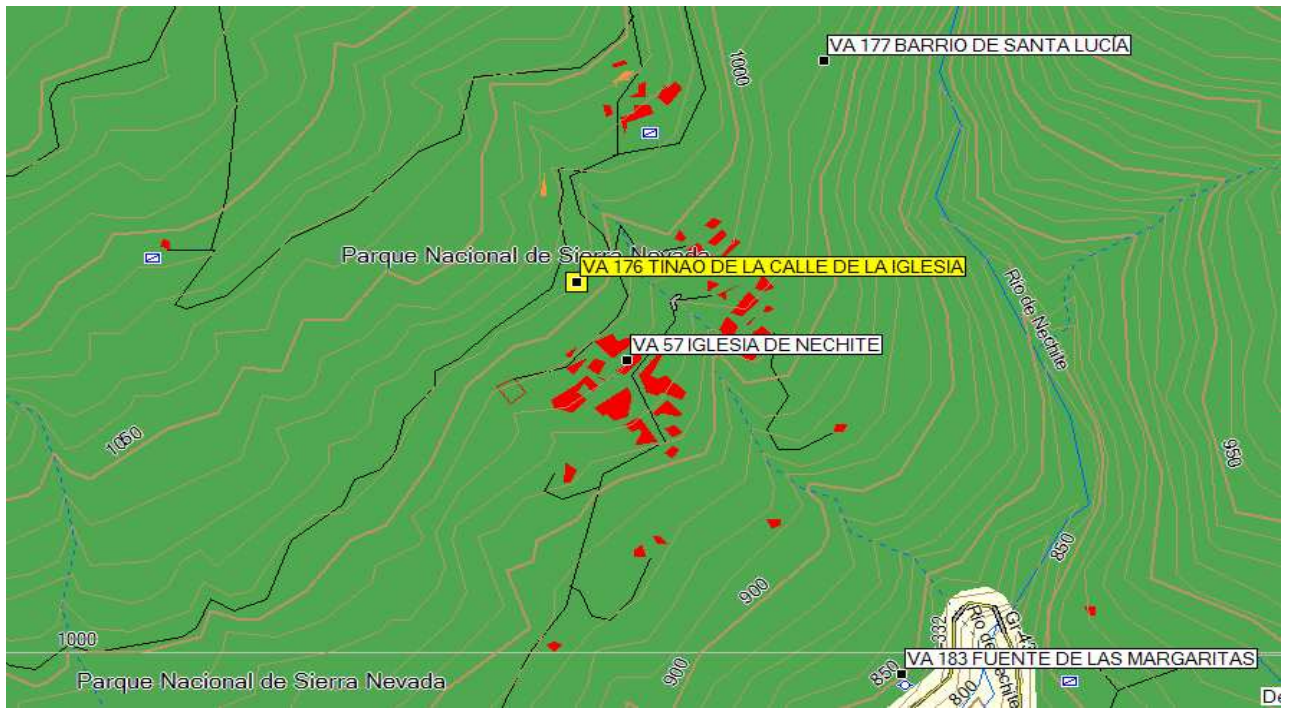 VA 177 BARRIO DE SANTA LUCÍA
1000
Parque Nacional de Sierra Nevada
VA 176 TINAO DE LA CALLE DE LA IGLESIA
Río de Nechite
VA 57 IGLESIA DE NECHITE
1050
950
850
900
1000
900
850
VA 183 FUENTE DE LAS MARGARITAS
Parque Nacional de Sierra Nevada
800
De